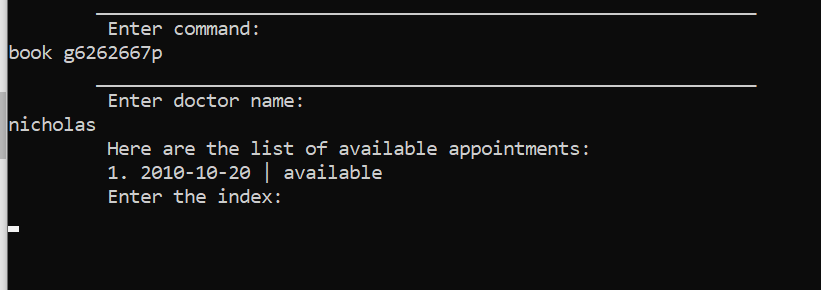 Enter command:
book g6262667p
Enter doctor name:
nicholas
Here are the list of available appointments:
1. 2010-10-20 | available
Enter the index: